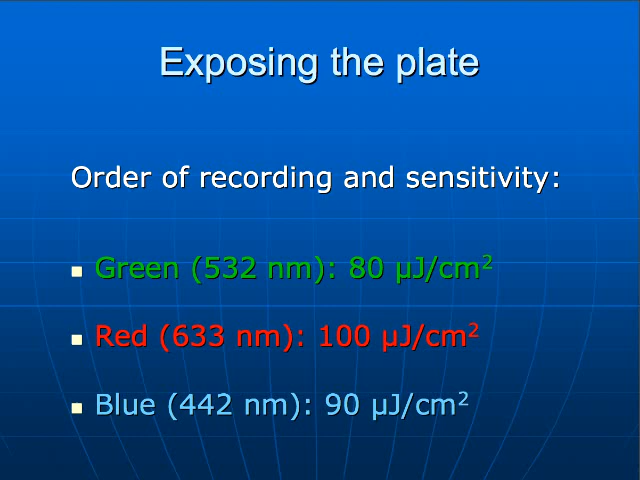 Exposing the plate
Order of recording and sensitivity:
Green (532 nm): 80 µJ/cm²
Red (633 nm): 100 µJ/cm²
Blue (442 nm): 90 µJ/cm²